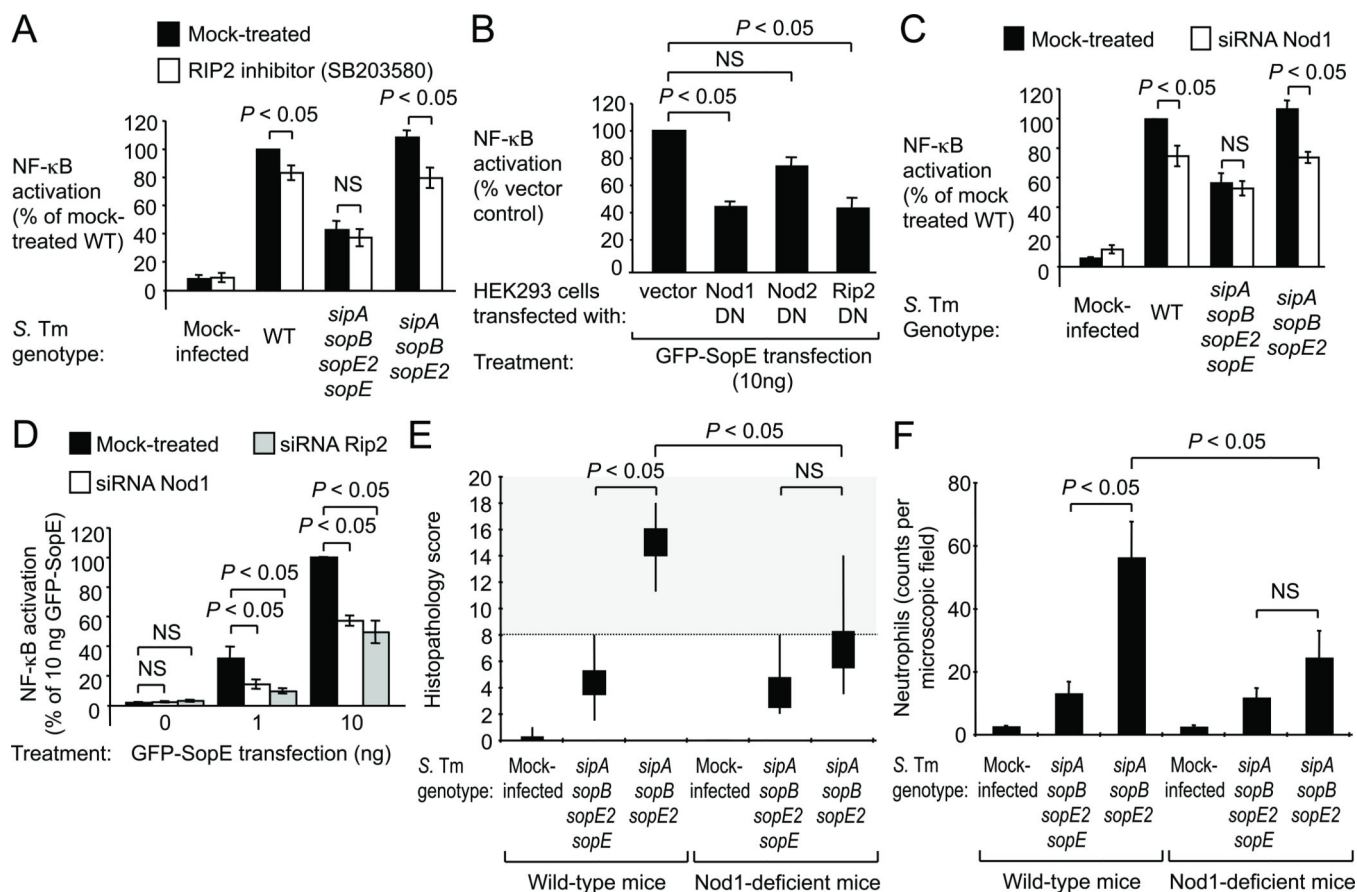 A
Mock-treated
RIP2 inhibitor (SB203580)
P < 0.05
P < 0.05
NS
NF-κB
activation
(% of mock-
treated WT)
120
100
80
60
40
20
0
S. Tm
genotype:
Mock-
infected
WT
sipA
sopB
sopE2
sopE
sipA
sopB
sopE2
B
P < 0.05
NS
P < 0.05
NF-κB
activation
(% vector
control)
120
100
80
60
40
20
0
HEK293 cells
transfected with:
vector
Nod1
DN
Nod2
DN
Rip2
DN
Treatment:
GFP-SopE transfection
(10ng)
C
Mock-treated
siRNA Nod1
P < 0.05
P < 0.05
NS
NF-κB
activation
(% of mock
treated WT)
120
100
80
60
40
20
0
S. Tm
Genotype:
Mock-
infected
WT
sipA
sopB
sopE2
sopE
sipA
sopB
sopE2
D
Mock-treated
siRNA Rip2
siRNA Nod1
P < 0.05
P < 0.05
P < 0.05
P < 0.05
NS
NS
NF-κB activation
(% of 10 ng GFP-SopE)
120
100
80
60
40
20
0
0
1
10
Treatment:
GFP-SopE transfection (ng)
E
P < 0.05
P < 0.05
NS
Histopathology score
20
18
16
14
12
10
8
6
4
2
0
S. Tm
genotype:
Mock-
infected
sipA
sopB
sopE2
sopE
sipA
sopB
sopE2
Mock-
infected
sipA
sopB
sopE2
sopE
sipA
sopB
sopE2
Wild-type mice
Nod1-deficient mice
F
P < 0.05
P < 0.05
NS
Neutrophils (counts per
microscopic field)
80
60
40
20
0
S. Tm
genotype:
Mock-
infected
sipA
sopB
sopE2
sopE
sipA
sopB
sopE2
Mock-
infected
sipA
sopB
sopE2
sopE
sipA
sopB
sopE2
Wild-type mice
Nod1-deficient mice